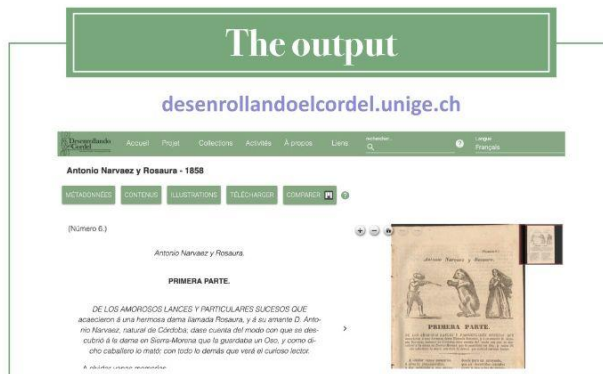 The output
desenrollandoelcordel.unige.ch
Desenrollando el Cordel
Accueil Projet Collections Activités À propos Liens rechercher... Langue Français
Antonio Narvaez y Rosaura - 1858
MÉTADONNÉES CONTENUS ILLUSTRATIONS TÉLÉCHARGER COMPARER
(Número 6.)
Antonio Narvaez y Rosaura.
PRIMERA PARTE.
DE LOS AMOROSOS LANCES Y PARTICULARES SUCESOS QUE
acaecieron á una hermosa dama llamada Rosaura, y á su amante D. Anto-
nio Narvaez, natural de Córdoba; dase cuenta del modo con que se des-
cubrió á la dama en Sierra-Morena que la guardaba un Oso, y como di-
cho caballero lo mató: con todo lo demás que verá el curioso lector.
A olvidar vanas memorias
Antonio Narvaez y Rosaura.
PRIMERA PARTE.